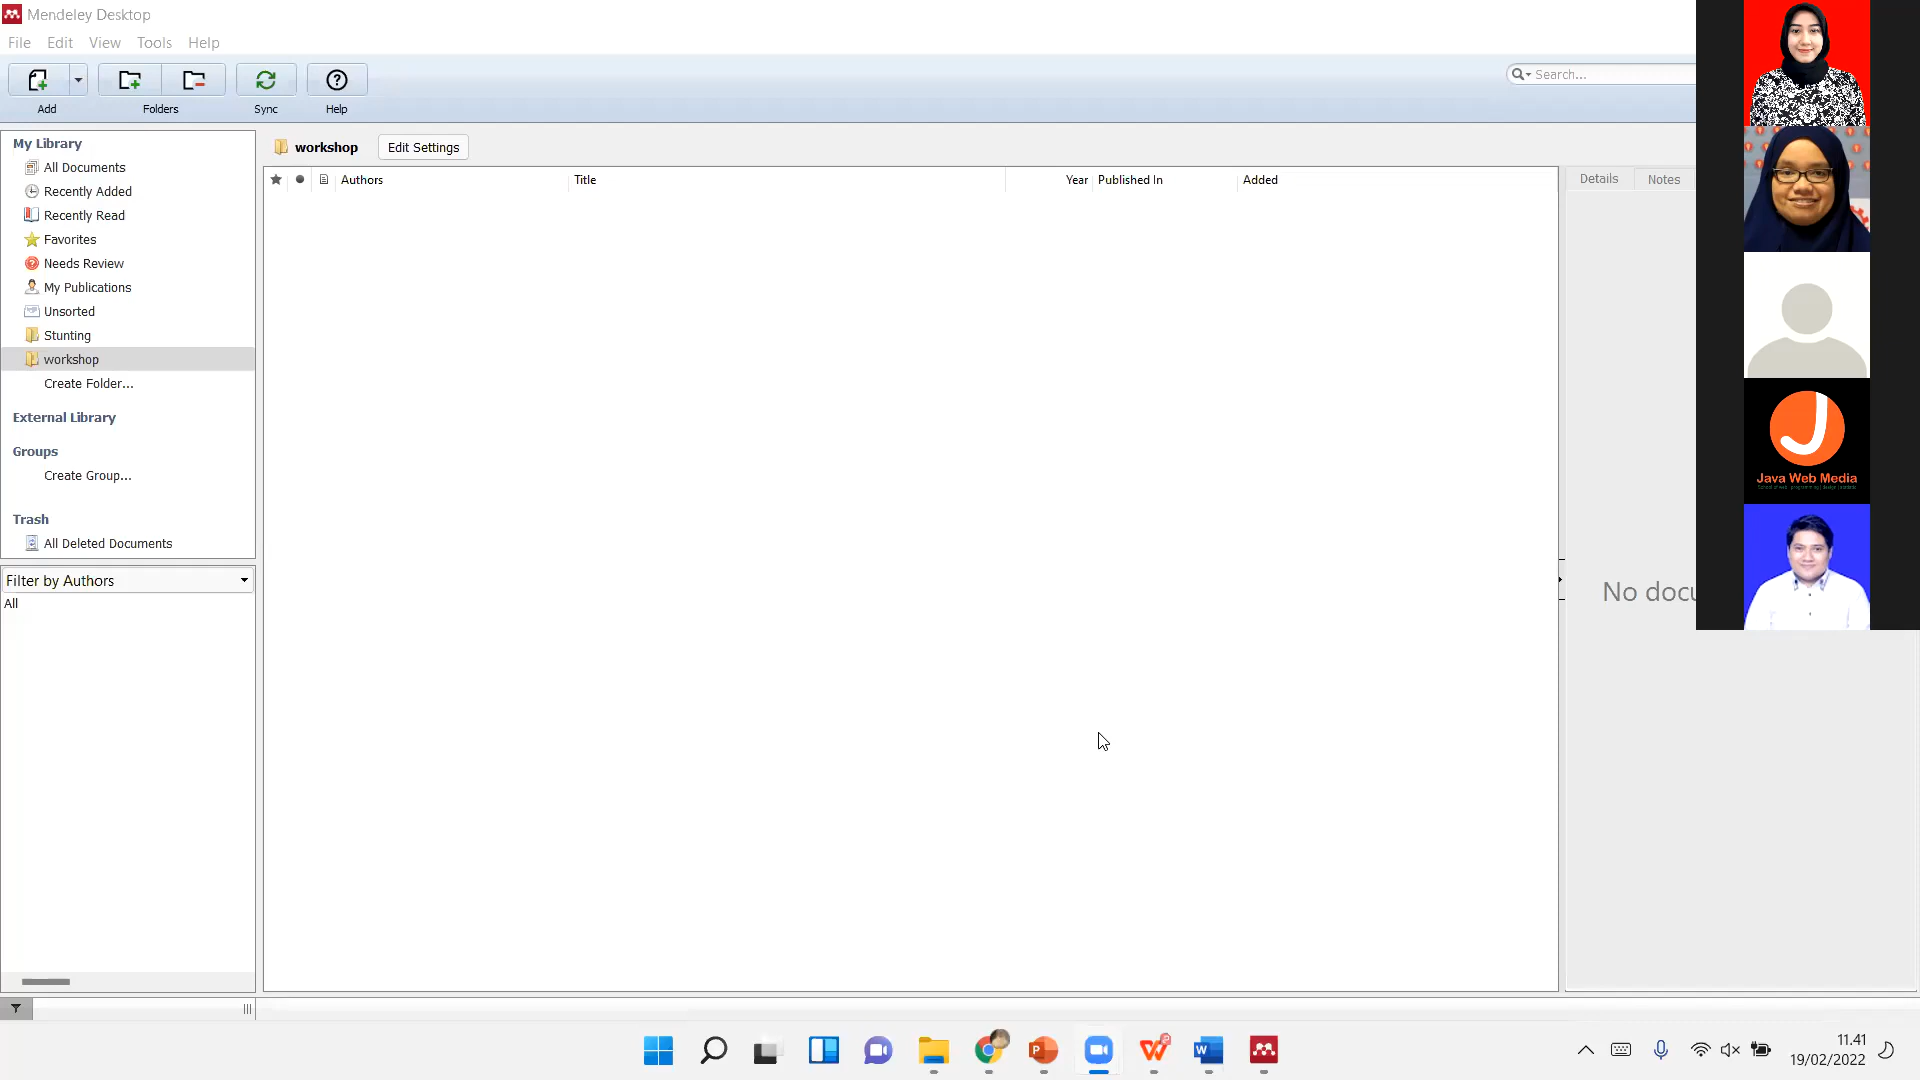 Mendeley Desktop
File Edit View Tools Help
Add Folders Sync Help
Search...
My Library
All Documents
Recently Added
Recently Read
Favorites
Needs Review
My Publications
Unsorted
Stunting
workshop
Create Folder...
External Library
Groups
Create Group...
Trash
All Deleted Documents
Filter by Authors
All
workshop Edit Settings
Authors Title Year Published In Added
Details Notes
No docu
Java Web Media
11.41
19/02/2022